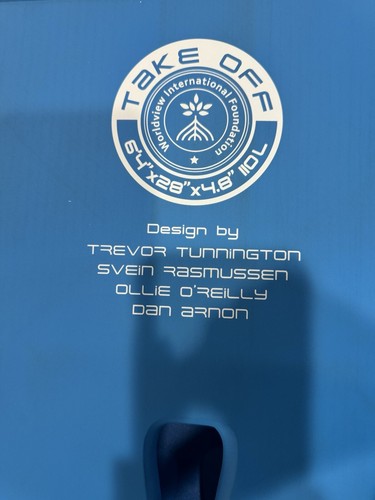 TAKE OFF
Worldview International Foundation
6'4"x28"x4.8" 110L
Design by
TREVOR TUNNINGTON
SVEIN RASMUSSEN
OLLIE O'REILLY
DAN ARNON